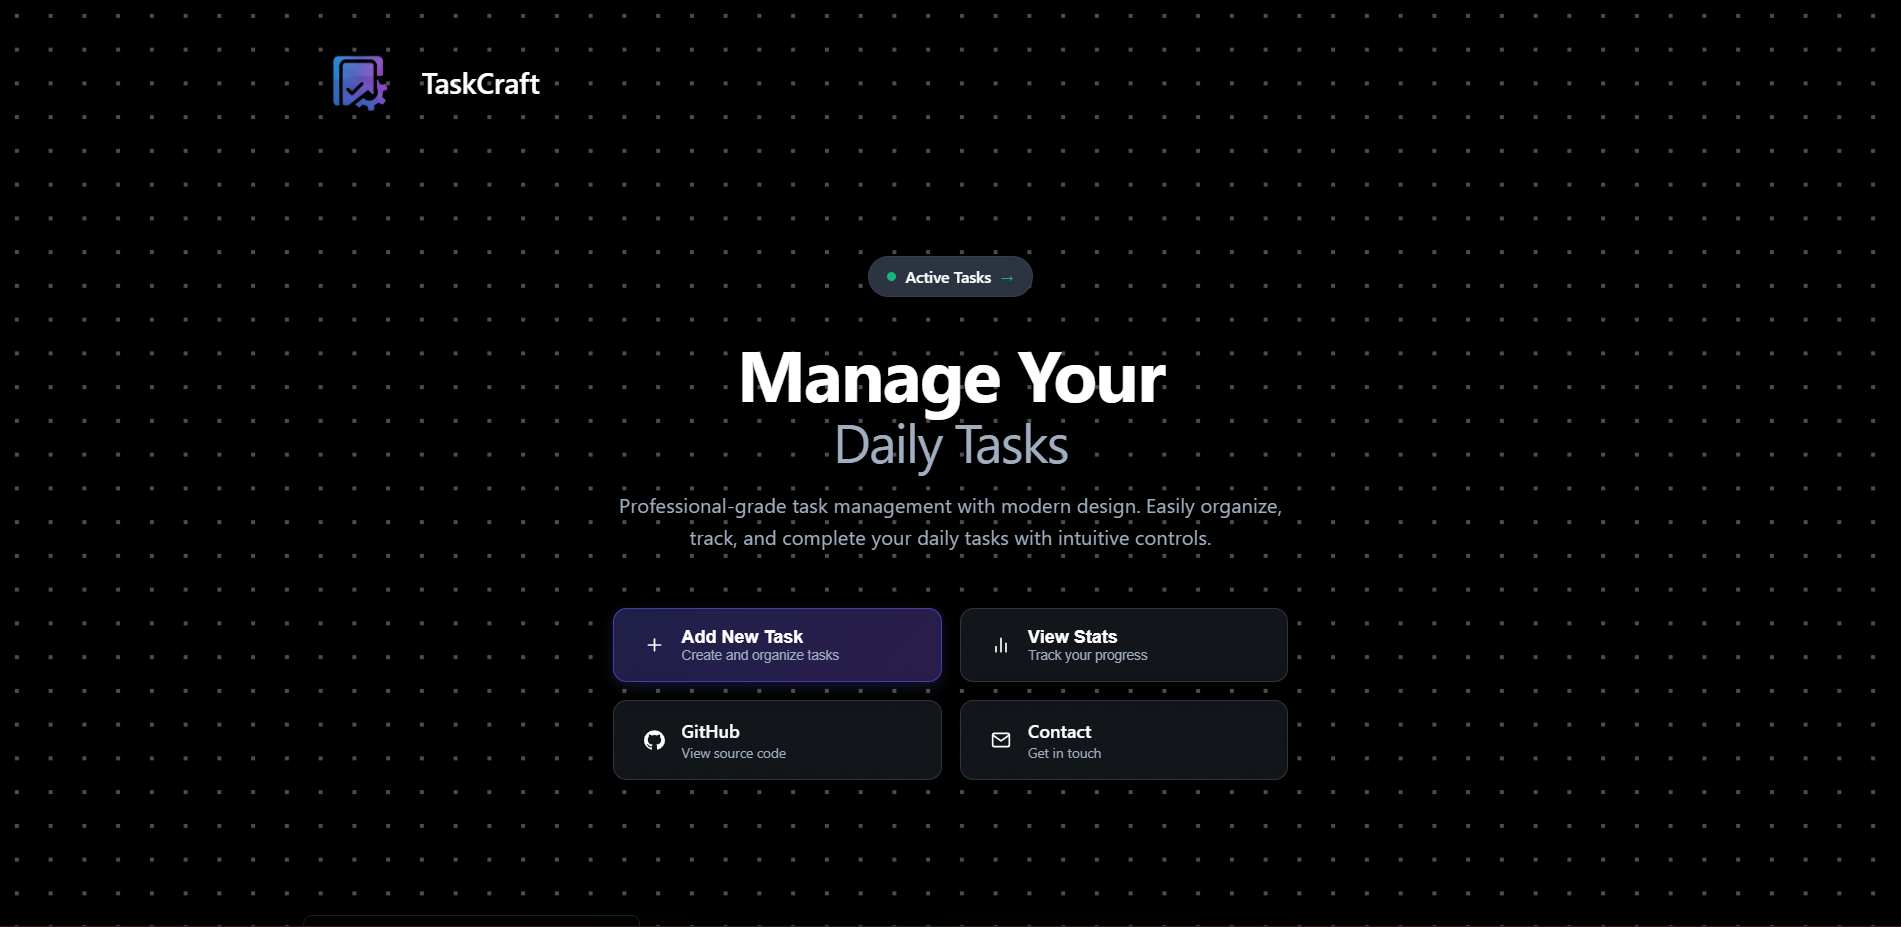 TaskCraft
Active Tasks →
Manage Your
Daily Tasks
Professional-grade task management with modern design. Easily organize,
track, and complete your daily tasks with intuitive controls.
Add New Task
Create and organize tasks
View Stats
Track your progress
GitHub
View source code
Contact
Get in touch